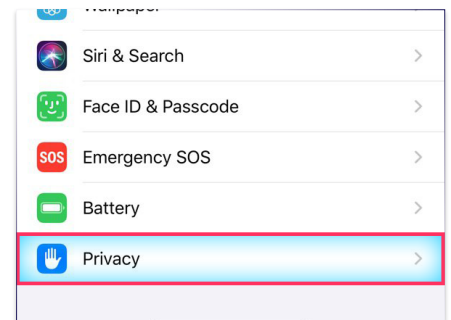 Siri & Search
Face ID & Passcode
SOS Emergency SOS
Battery
Privacy